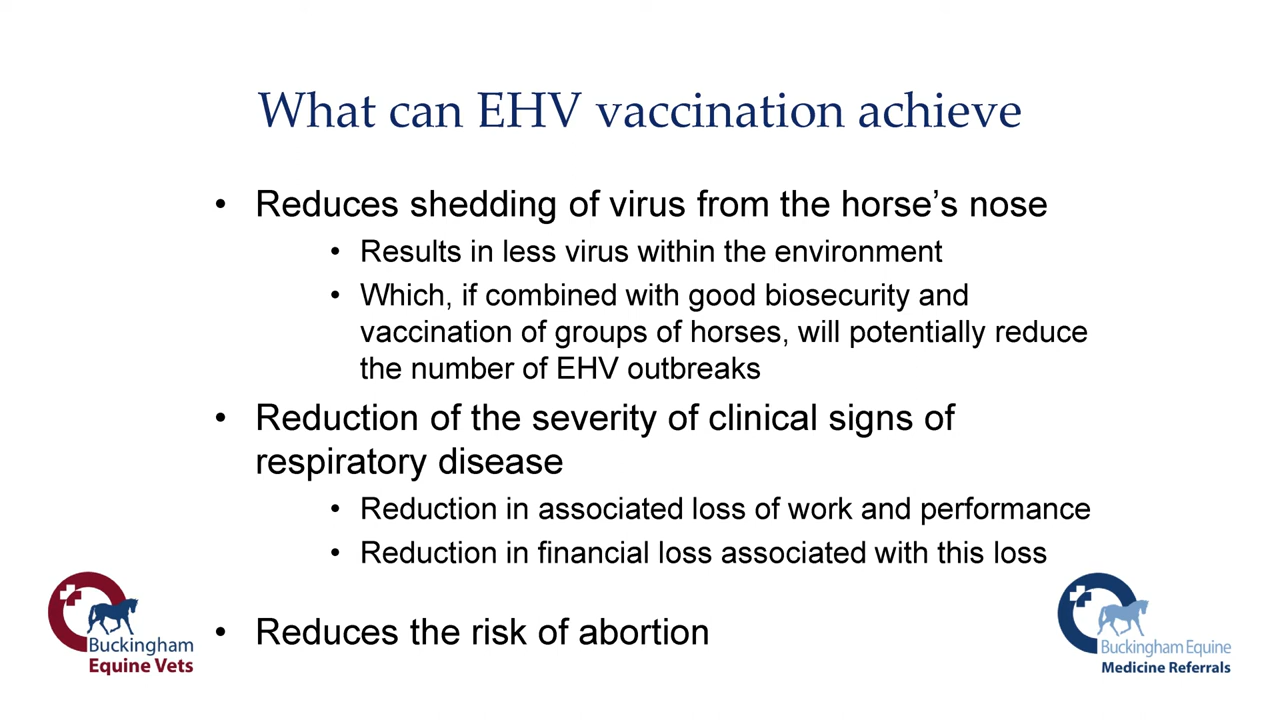 What can EHV vaccination achieve
• Reduces shedding of virus from the horse’s nose
• Results in less virus within the environment
• Which, if combined with good biosecurity and
vaccination of groups of horses, will potentially reduce
the number of EHV outbreaks
• Reduction of the severity of clinical signs of
respiratory disease
• Reduction in associated loss of work and performance
• Reduction in financial loss associated with this loss
• Reduces the risk of abortion
Buckingham
Equine Vets
Buckingham Equine
Medicine Referrals